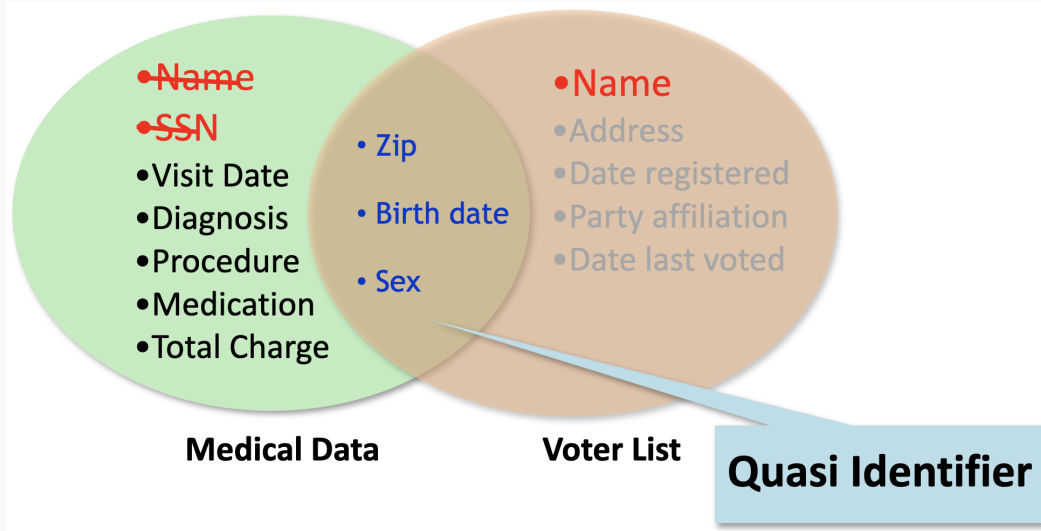 •Name
•SSN
•Visit Date
•Diagnosis
•Procedure
•Medication
•Total Charge
• Zip
• Birth date
• Sex
•Name
•Address
•Date registered
•Party affiliation
•Date last voted
Medical Data
Voter List
Quasi Identifier